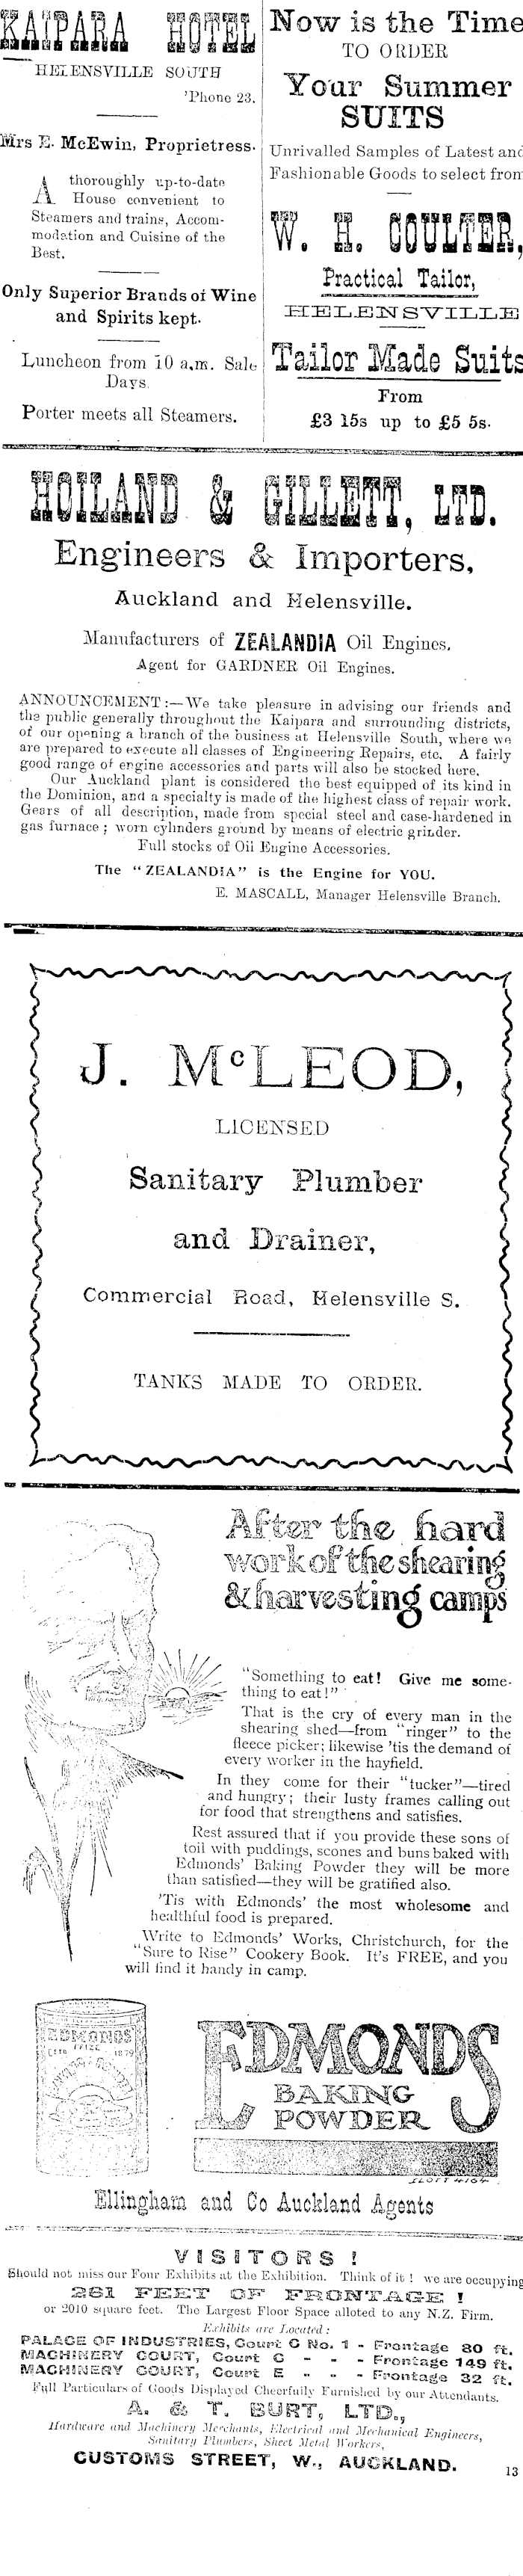 KAIPARA HOTEL
HELENSVILLE SOUTH
'Phone 23.
Mrs E. McEwin, Proprietress.
A thoroughly up-to-date
House convenient to
Steamers and trains, Accom-
modation and Cuisine of the
Best.
Only Superior Brands of Wine
and Spirits kept.
Luncheon from 10 a.m. Sale
Days.
Porter meets all Steamers.
Now is the Time
TO ORDER
Your Summer
SUITS
Unrivalled Samples of Latest and
Fashionable Goods to select from
W. H. COULTER,
Practical Tailor,
HELENSVILLE
Tailor Made Suits
From
£3 15s up to £5 5s.
HOILAND & GILLETT, LTD.
Engineers & Importers,
Auckland and Helensville.
Manufacturers of ZEALANDIA Oil Engines.
Agent for GARDNER Oil Engines.
ANNOUNCEMENT:—We take pleasure in advising our friends and
the public generally throughout the Kaipara and surrounding districts,
of our opening a branch of the business at Helensville South, where we
are prepared to execute all classes of Engineering Repairs, etc. A fairly
good range of engine accessories and parts will also be stocked here.
Our Auckland plant is considered the best equipped of its kind in
the Dominion, and a specialty is made of the highest class of repair work.
Gears of all description, made from special steel and case-hardened in
gas furnace; worn cylinders ground by means of electric grinder.
Full stocks of Oil Engine Accessories.
The "ZEALANDIA" is the Engine for YOU.
E. MASCALL, Manager Helensville Branch.
J. McLEOD,
LICENSED
Sanitary Plumber
and Drainer,
Commercial Road, Helensville S.
TANKS MADE TO ORDER.
After the hard
work of the shearing
& harvesting camps
"Something to eat! Give me some-
thing to eat!"
That is the cry of every man in the
shearing shed—from "ringer" to the
fleece picker; likewise 'tis the demand of
every worker in the hayfield.
In they come for their "tucker"—tired
and hungry; their lusty frames calling out
for food that strengthens and satisfies.
Rest assured that if you provide these sons of
toil with puddings, scones and buns baked with
Edmonds' Baking Powder they will be more
than satisfied—they will be gratified also.
'Tis with Edmonds' the most wholesome and
healthful food is prepared.
Write to Edmonds' Works, Christchurch, for the
"Sure to Rise" Cookery Book. It's FREE, and you
will find it handy in camp.
EDMONDS
PRIZE
1879
EDMONDS
BAKING
POWDER
Ellingham and Co Auckland Agents
VISITORS!
Should not miss our Four Exhibits at the Exhibition. Think of it! we are occupying
261 FEET OF FRONTAGE!
or 2010 square feet. The Largest Floor Space alloted to any N.Z. Firm.
Exhibits are Located:
PALACE OF INDUSTRIES, Court C No. 1 - Frontage 80 ft.
MACHINERY COURT, Court C - - - Frontage 149 ft.
MACHINERY COURT, Court E - - - Frontage 32 ft.
Full Particulars of Goods Displayed Cheerfully Furnished by our Attendants.
A. & T. BURT, LTD.,
Hardware and Machinery Merchants, Electrical and Mechanical Engineers,
Sanitary Plumbers, Sheet Metal Workers,
CUSTOMS STREET, W., AUCKLAND.
13